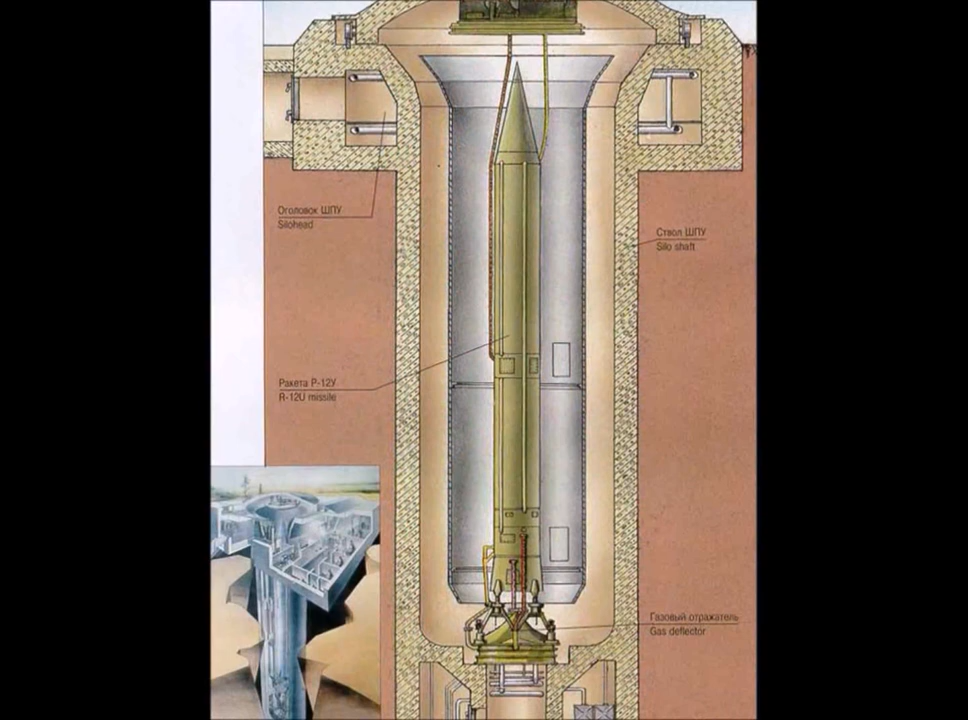 Оголовок ШПУ
Silohead
Ствол ШПУ
Silo shaft
Ракета Р-12У
R-12U missile
Газовый отражатель
Gas deflector